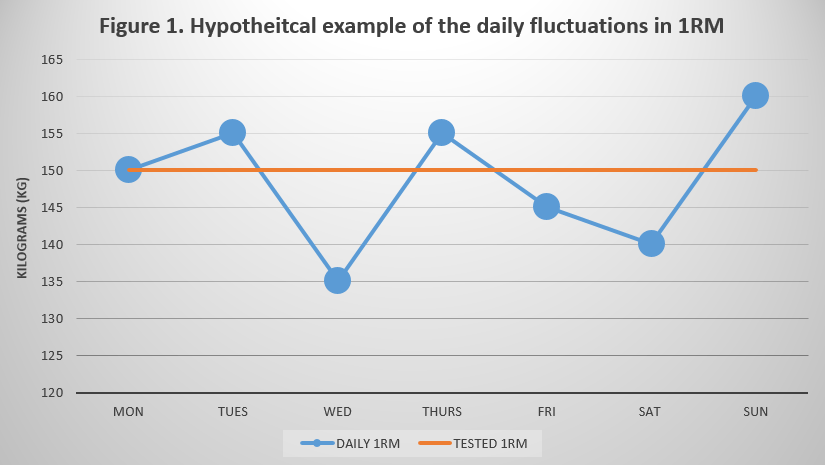 Figure 1. Hypotheitcal example of the daily fluctuations in 1RM
165
160
155
150
145
140
135
130
125
120
KILOGRAMS (KG)
MON TUES WED THURS FRI SAT SUN
DAILY 1RM TESTED 1RM